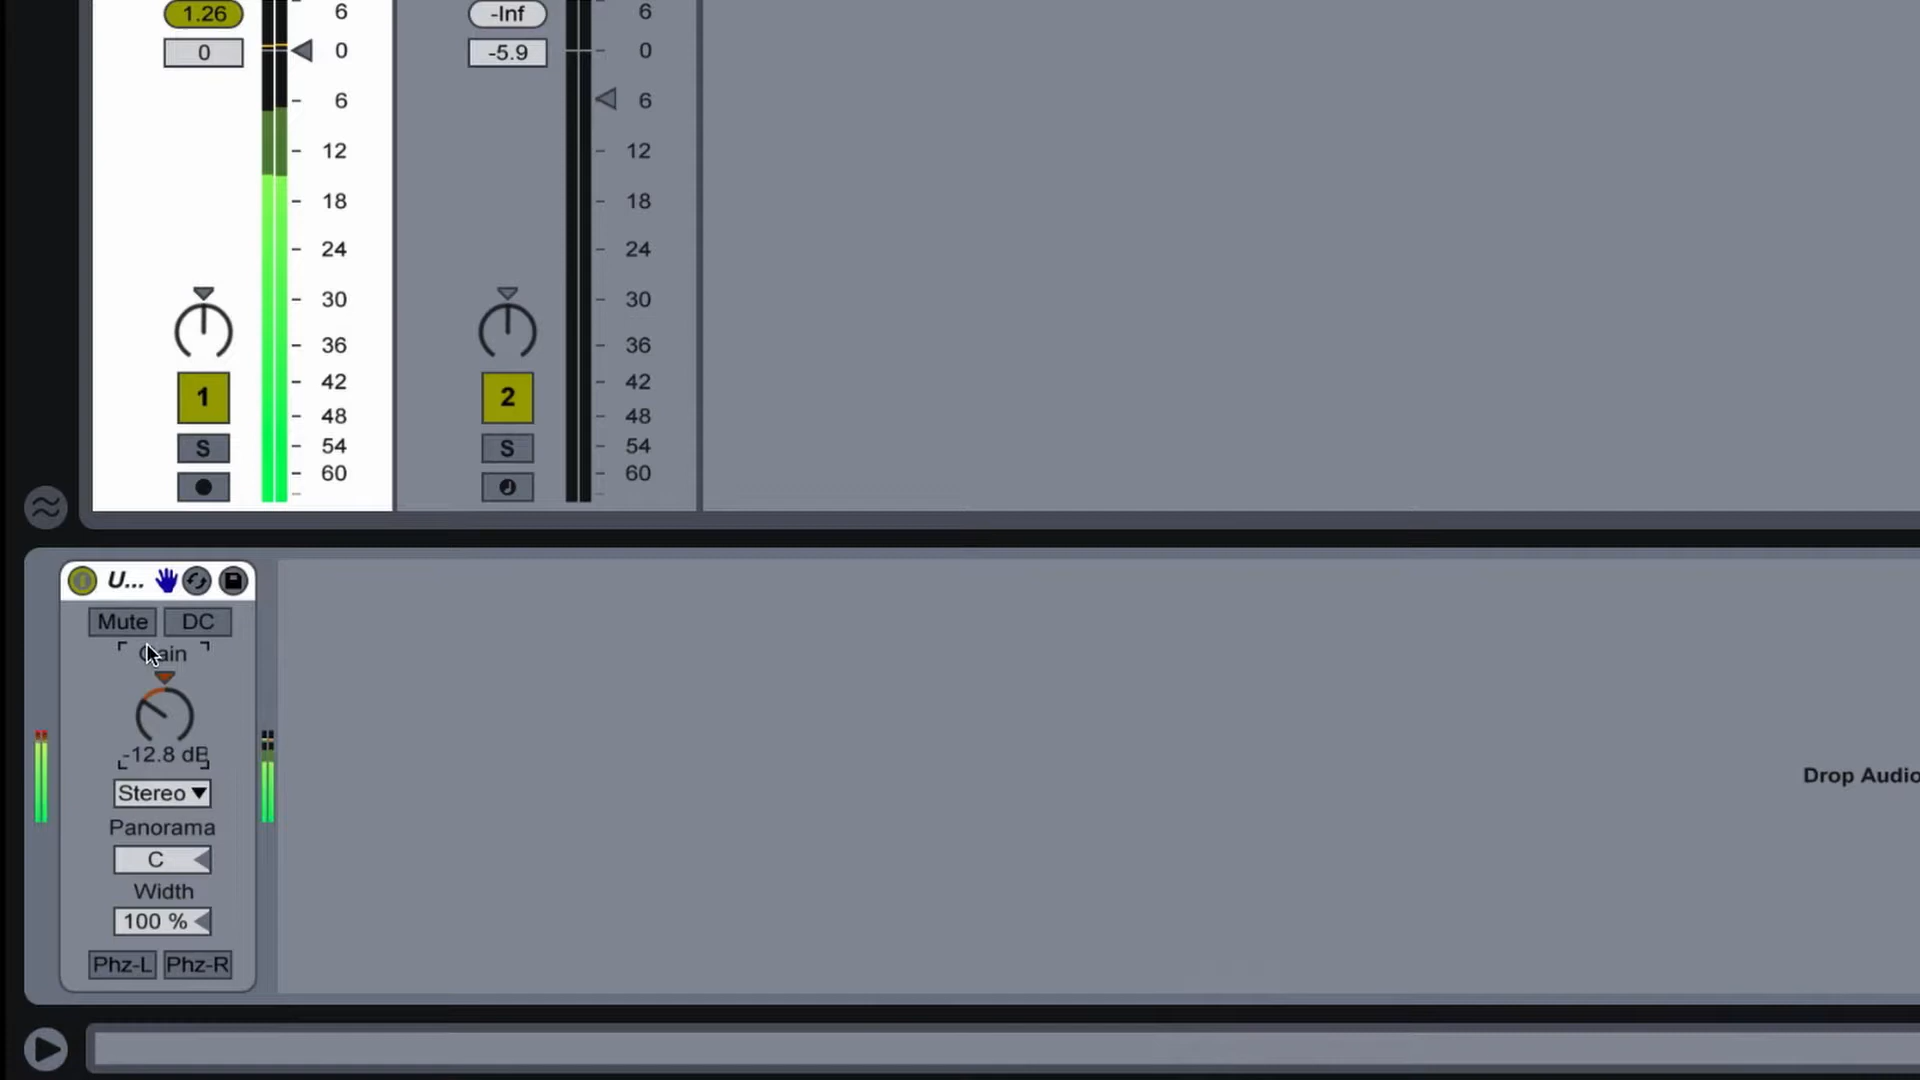 1.26
0
6
0
6
12
18
24
30
36
42
48
54
60
1
S
-Inf
-5.9
6
0
6
12
18
24
30
36
42
48
54
60
2
S
U...
Mute DC
Gain
-12.8 dB
Stereo
Panorama
C
Width
100 %
Phz-L Phz-R
Drop Audio